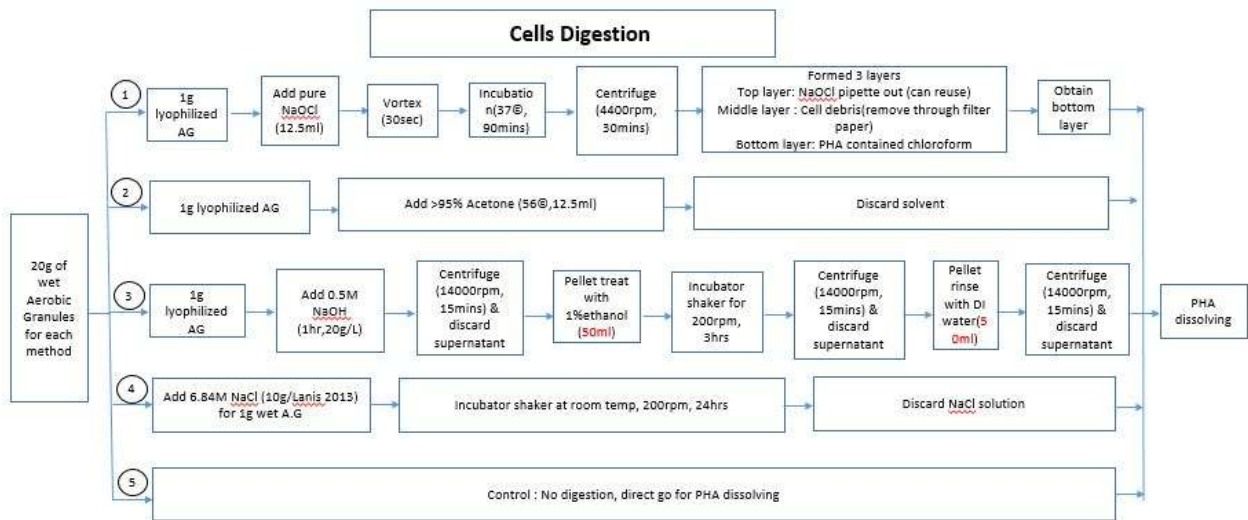 Cells Digestion
20g of
wet
Aerobic
Granules
for each
method
1
1g
lyophilized
AG
Add pure
NaOCl
(12.5ml)
Vortex
(30sec)
Incubatio
n(37©,
90mins)
Centrifuge
(4400rpm,
30mins)
Formed 3 layers
Top layer: NaOCl pipette out (can reuse)
Middle layer : Cell debris(remove through filter
paper)
Bottom layer: PHA contained chloroform
Obtain
bottom
layer
2
1g lyophilized AG
Add >95% Acetone (56©,12.5ml)
Discard solvent
3
1g
lyophilized
AG
Add 0.5M
NaOH
(1hr,20g/L)
Centrifuge
(14000rpm,
15mins) &
discard
supernatant
Pellet treat
with
1%ethanol
(50ml)
Incubator
shaker for
200rpm,
3hrs
Centrifuge
(14000rpm,
15mins) &
discard
supernatant
Pellet
rinse
with DI
water(5
0ml)
Centrifuge
(14000rpm,
15mins) &
discard
supernatant
PHA
dissolving
4
Add 6.84M NaCl (10g/Lanis 2013)
for 1g wet A.G
Incubator shaker at room temp, 200rpm, 24hrs
Discard NaCl solution
5
Control : No digestion, direct go for PHA dissolving